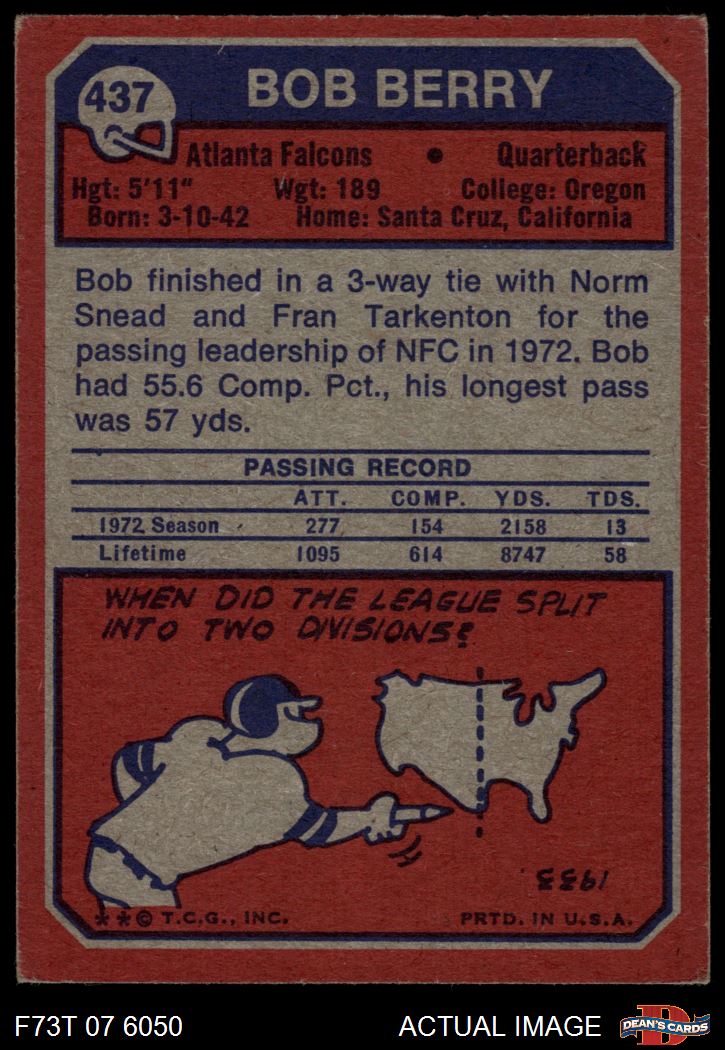 437
BOB BERRY
Atlanta Falcons • Quarterback
Hgt: 5'11" Wgt: 189 College: Oregon
Born: 3-10-42 Home: Santa Cruz, California
Bob finished in a 3-way tie with Norm
Snead and Fran Tarkenton for the
passing leadership of NFC in 1972. Bob
had 55.6 Comp. Pct., his longest pass
was 57 yds.
PASSING RECORD
ATT. COMP. YDS. TDS.
1972 Season 277 154 2158 13
Lifetime 1095 614 8747 58
WHEN DID THE LEAGUE SPLIT
INTO TWO DIVISIONS?
1933
**© T.C.G., INC. PRTD. IN U.S.A.
F73T 07 6050 ACTUAL IMAGE D
DEAN'S CARDS